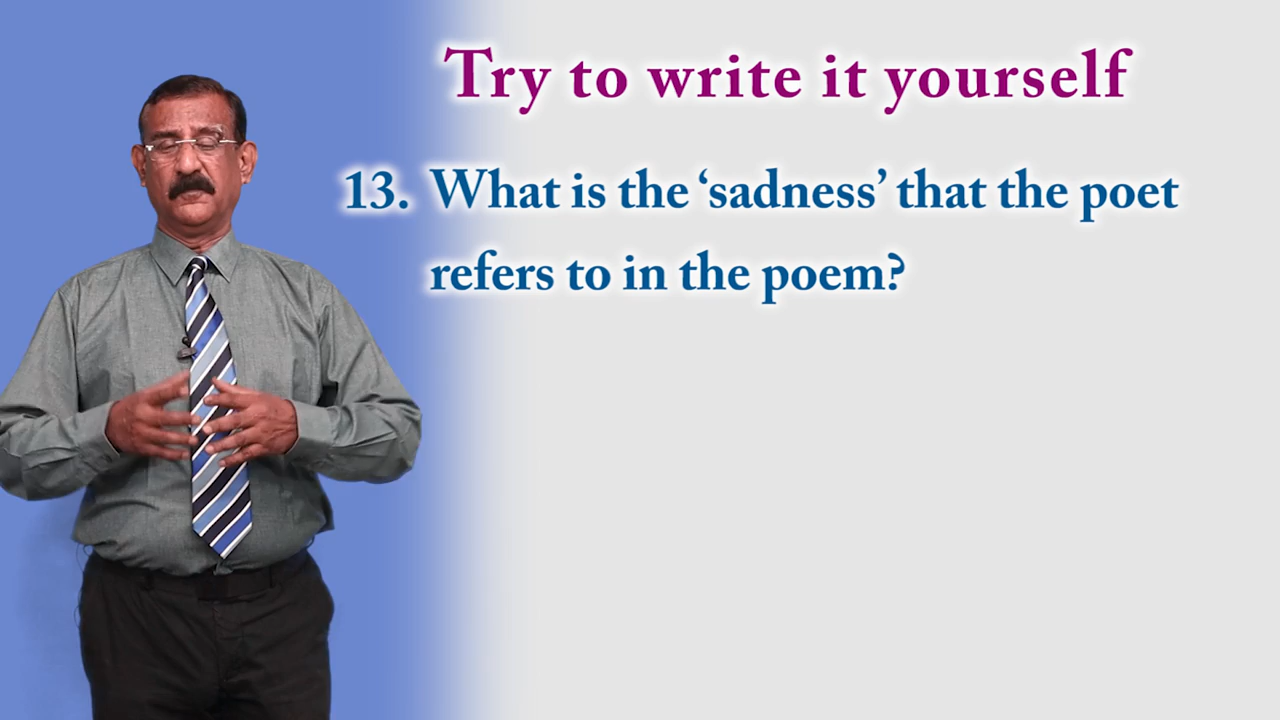 Try to write it yourself
13. What is the ‘sadness’ that the poet
refers to in the poem?